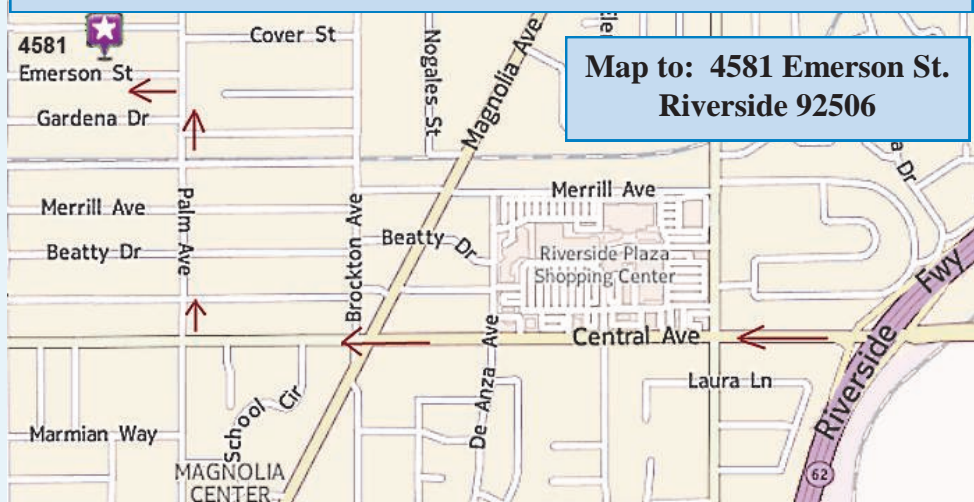 4581
Cover St
Nogales St
Magnolia Ave
Map to: 4581 Emerson St.
Riverside 92506
Emerson St
Gardena Dr
Merrill Ave
Palm Ave
Brockton Ave
Merrill Ave
Beatty Dr
Beatty Dr
Riverside Plaza
Shopping Center
Riverside Fwy
De Anza Ave
Central Ave
Laura Ln
School Cir
Marmian Way
MAGNOLIA
CENTER
62